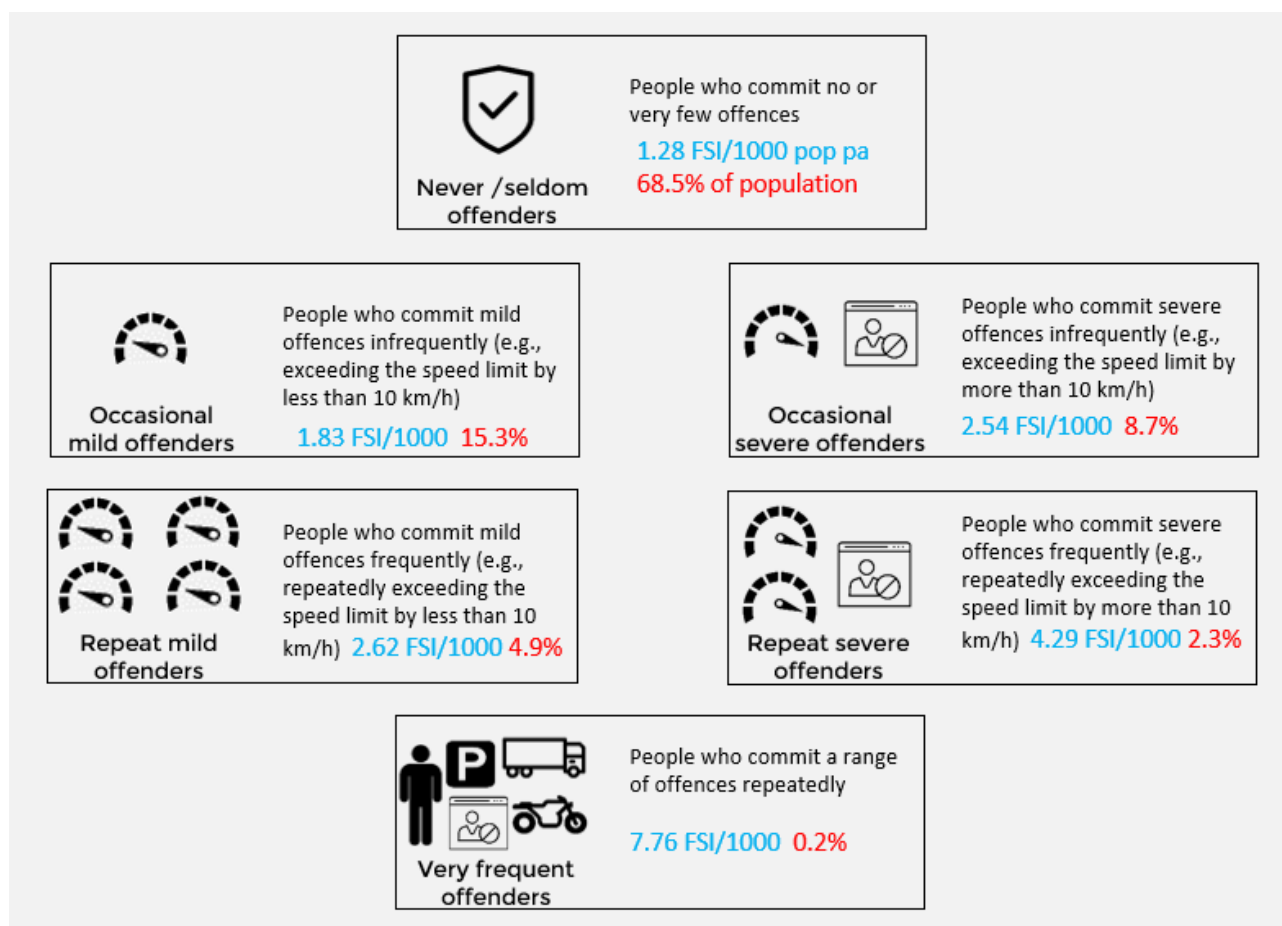 People who commit no or
very few offences
1.28 FSI/1000 pop pa
68.5% of population
Never /seldom
offenders
People who commit mild
offences infrequently (e.g.,
exceeding the speed limit by
less than 10 km/h)
1.83 FSI/1000 15.3%
Occasional
mild offenders
People who commit severe
offences infrequently (e.g.,
exceeding the speed limit by
more than 10 km/h)
2.54 FSI/1000 8.7%
Occasional
severe offenders
People who commit mild
offences frequently (e.g.,
repeatedly exceeding the
speed limit by less than 10
km/h) 2.62 FSI/1000 4.9%
Repeat mild
offenders
People who commit severe
offences frequently (e.g.,
repeatedly exceeding the
speed limit by more than 10
km/h) 4.29 FSI/1000 2.3%
Repeat severe
offenders
P
People who commit a range
of offences repeatedly
7.76 FSI/1000 0.2%
Very frequent
offenders